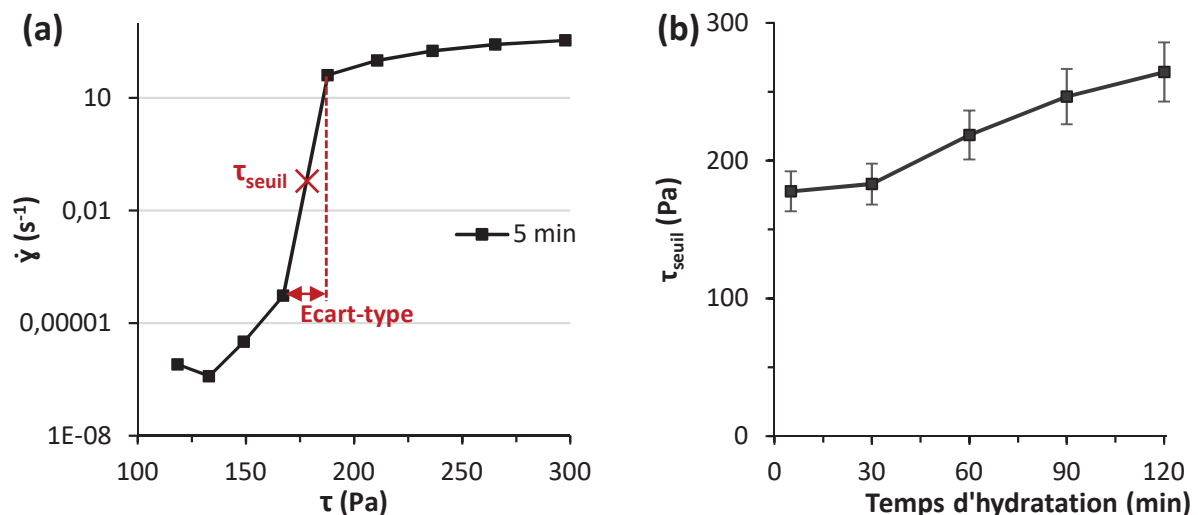 (a)
10
0,01
0,00001
1E-08
γ̇ (s⁻¹)
τseuil
5 min
Ecart-type
100 150 200 250 300
τ (Pa)
(b)
300
200
100
0
τseuil (Pa)
0 30 60 90 120
Temps d'hydratation (min)